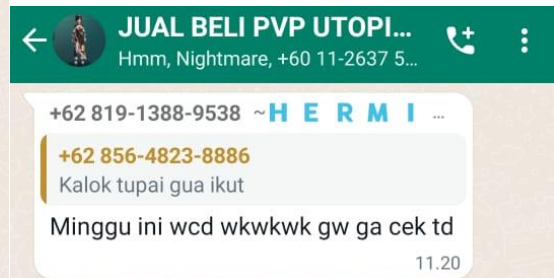 JUAL BELI PVP UTOPI...
Hmm, Nightmare, +60 11-2637 5...
+62 819-1388-9538 ~H E R M I ...
+62 856-4823-8886
Kalok tupai gua ikut
Minggu ini wcd wkwkwk gw ga cek td
11.20